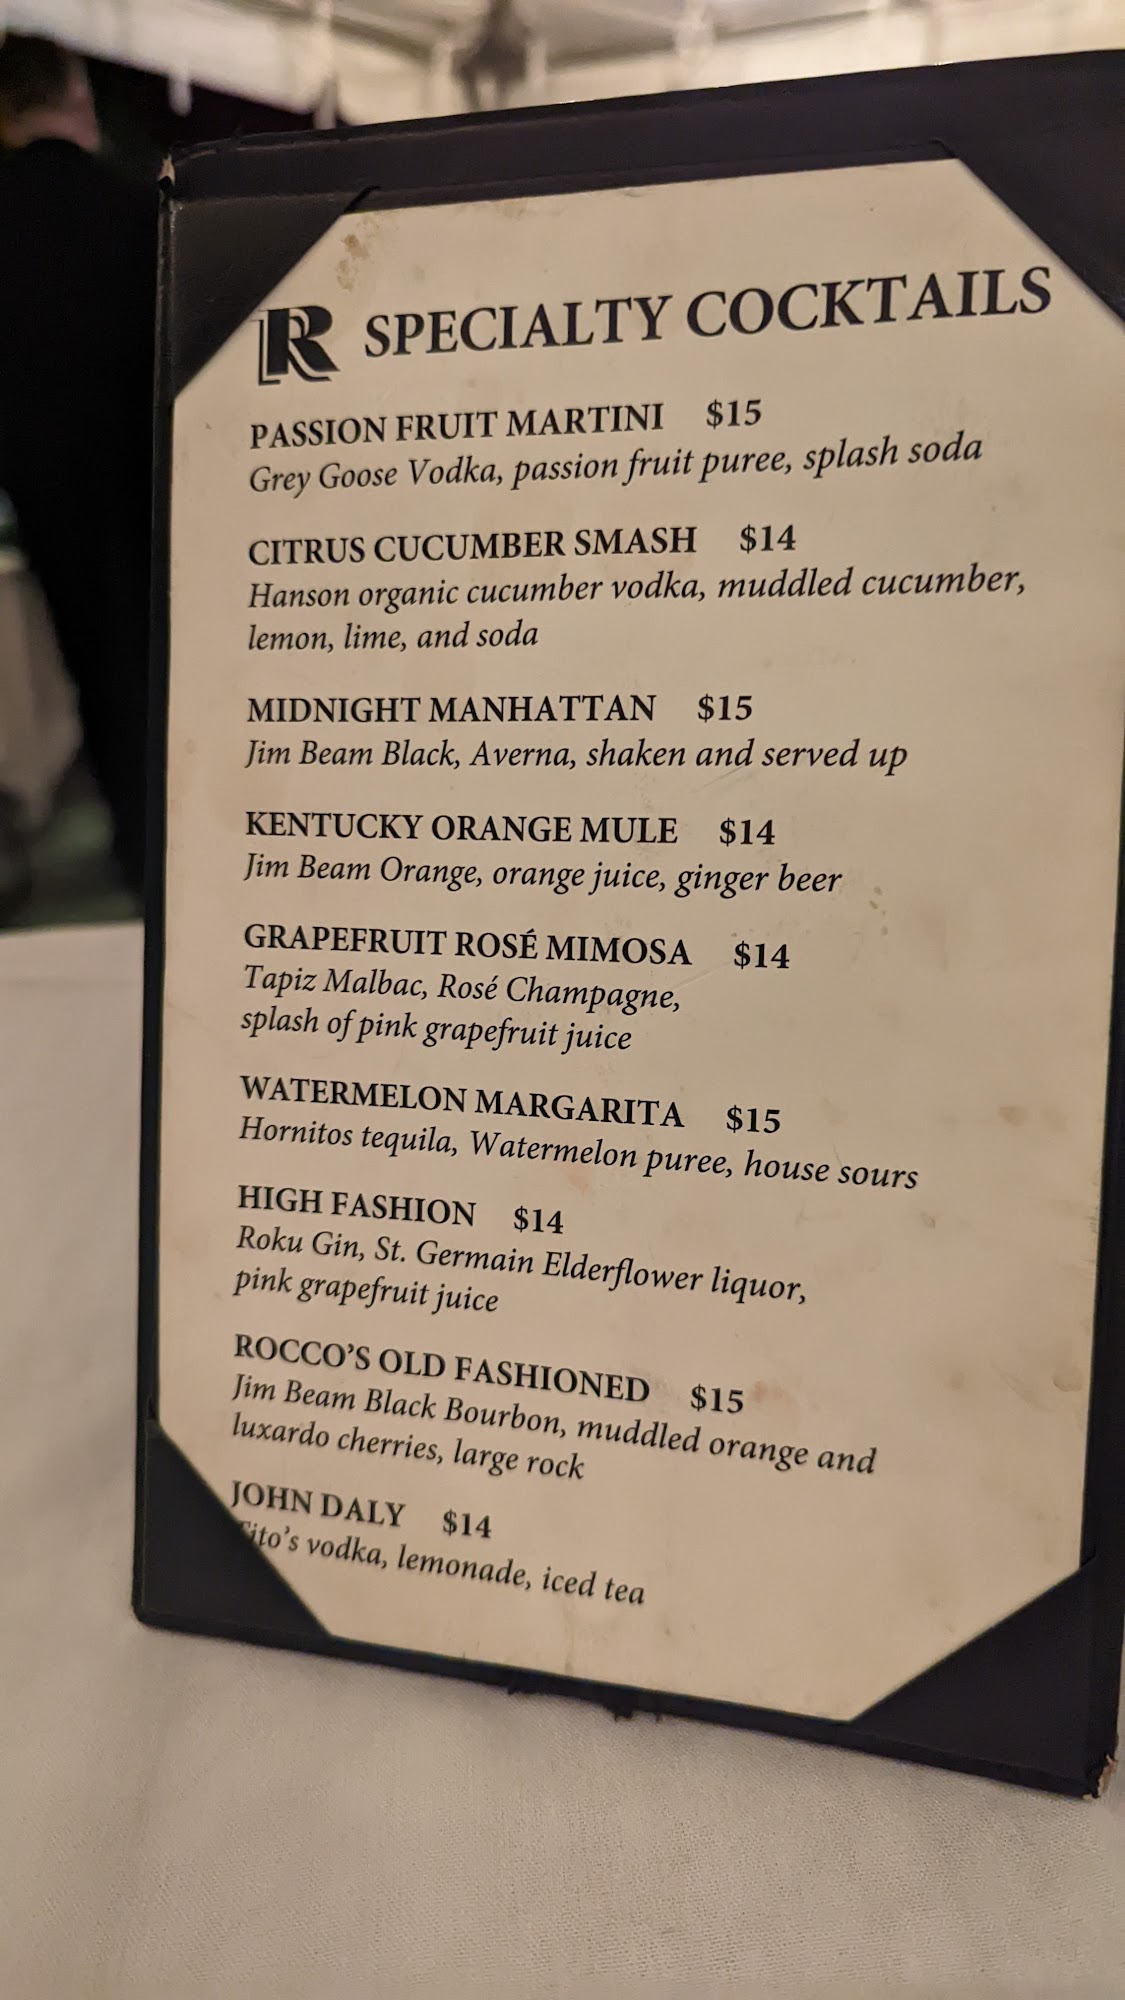 R SPECIALTY COCKTAILS
PASSION FRUIT MARTINI $15
Grey Goose Vodka, passion fruit puree, splash soda
CITRUS CUCUMBER SMASH $14
Hanson organic cucumber vodka, muddled cucumber,
lemon, lime, and soda
MIDNIGHT MANHATTAN $15
Jim Beam Black, Averna, shaken and served up
KENTUCKY ORANGE MULE $14
Jim Beam Orange, orange juice, ginger beer
GRAPEFRUIT ROSÉ MIMOSA $14
Tapiz Malbac, Rosé Champagne,
splash of pink grapefruit juice
WATERMELON MARGARITA $15
Hornitos tequila, Watermelon puree, house sours
HIGH FASHION $14
Roku Gin, St. Germain Elderflower liquor,
pink grapefruit juice
ROCCO'S OLD FASHIONED $15
Jim Beam Black Bourbon, muddled orange and
luxardo cherries, large rock
JOHN DALY $14
Tito's vodka, lemonade, iced tea